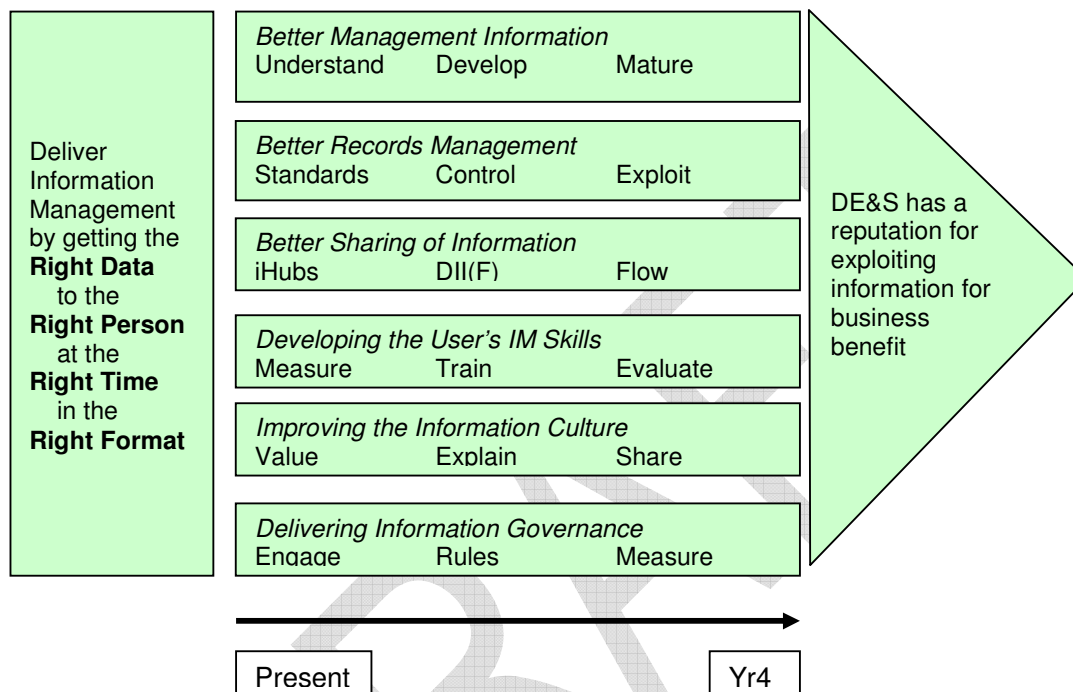 Deliver
Information
Management
by getting the
Right Data
to the
Right Person
at the
Right Time
in the
Right Format
Better Management Information
Understand Develop Mature
Better Records Management
Standards Control Exploit
Better Sharing of Information
iHubs DII(F) Flow
Developing the User's IM Skills
Measure Train Evaluate
Improving the Information Culture
Value Explain Share
Delivering Information Governance
Engage Rules Measure
DE&S has a
reputation for
exploiting
information for
business
benefit
Present Yr4